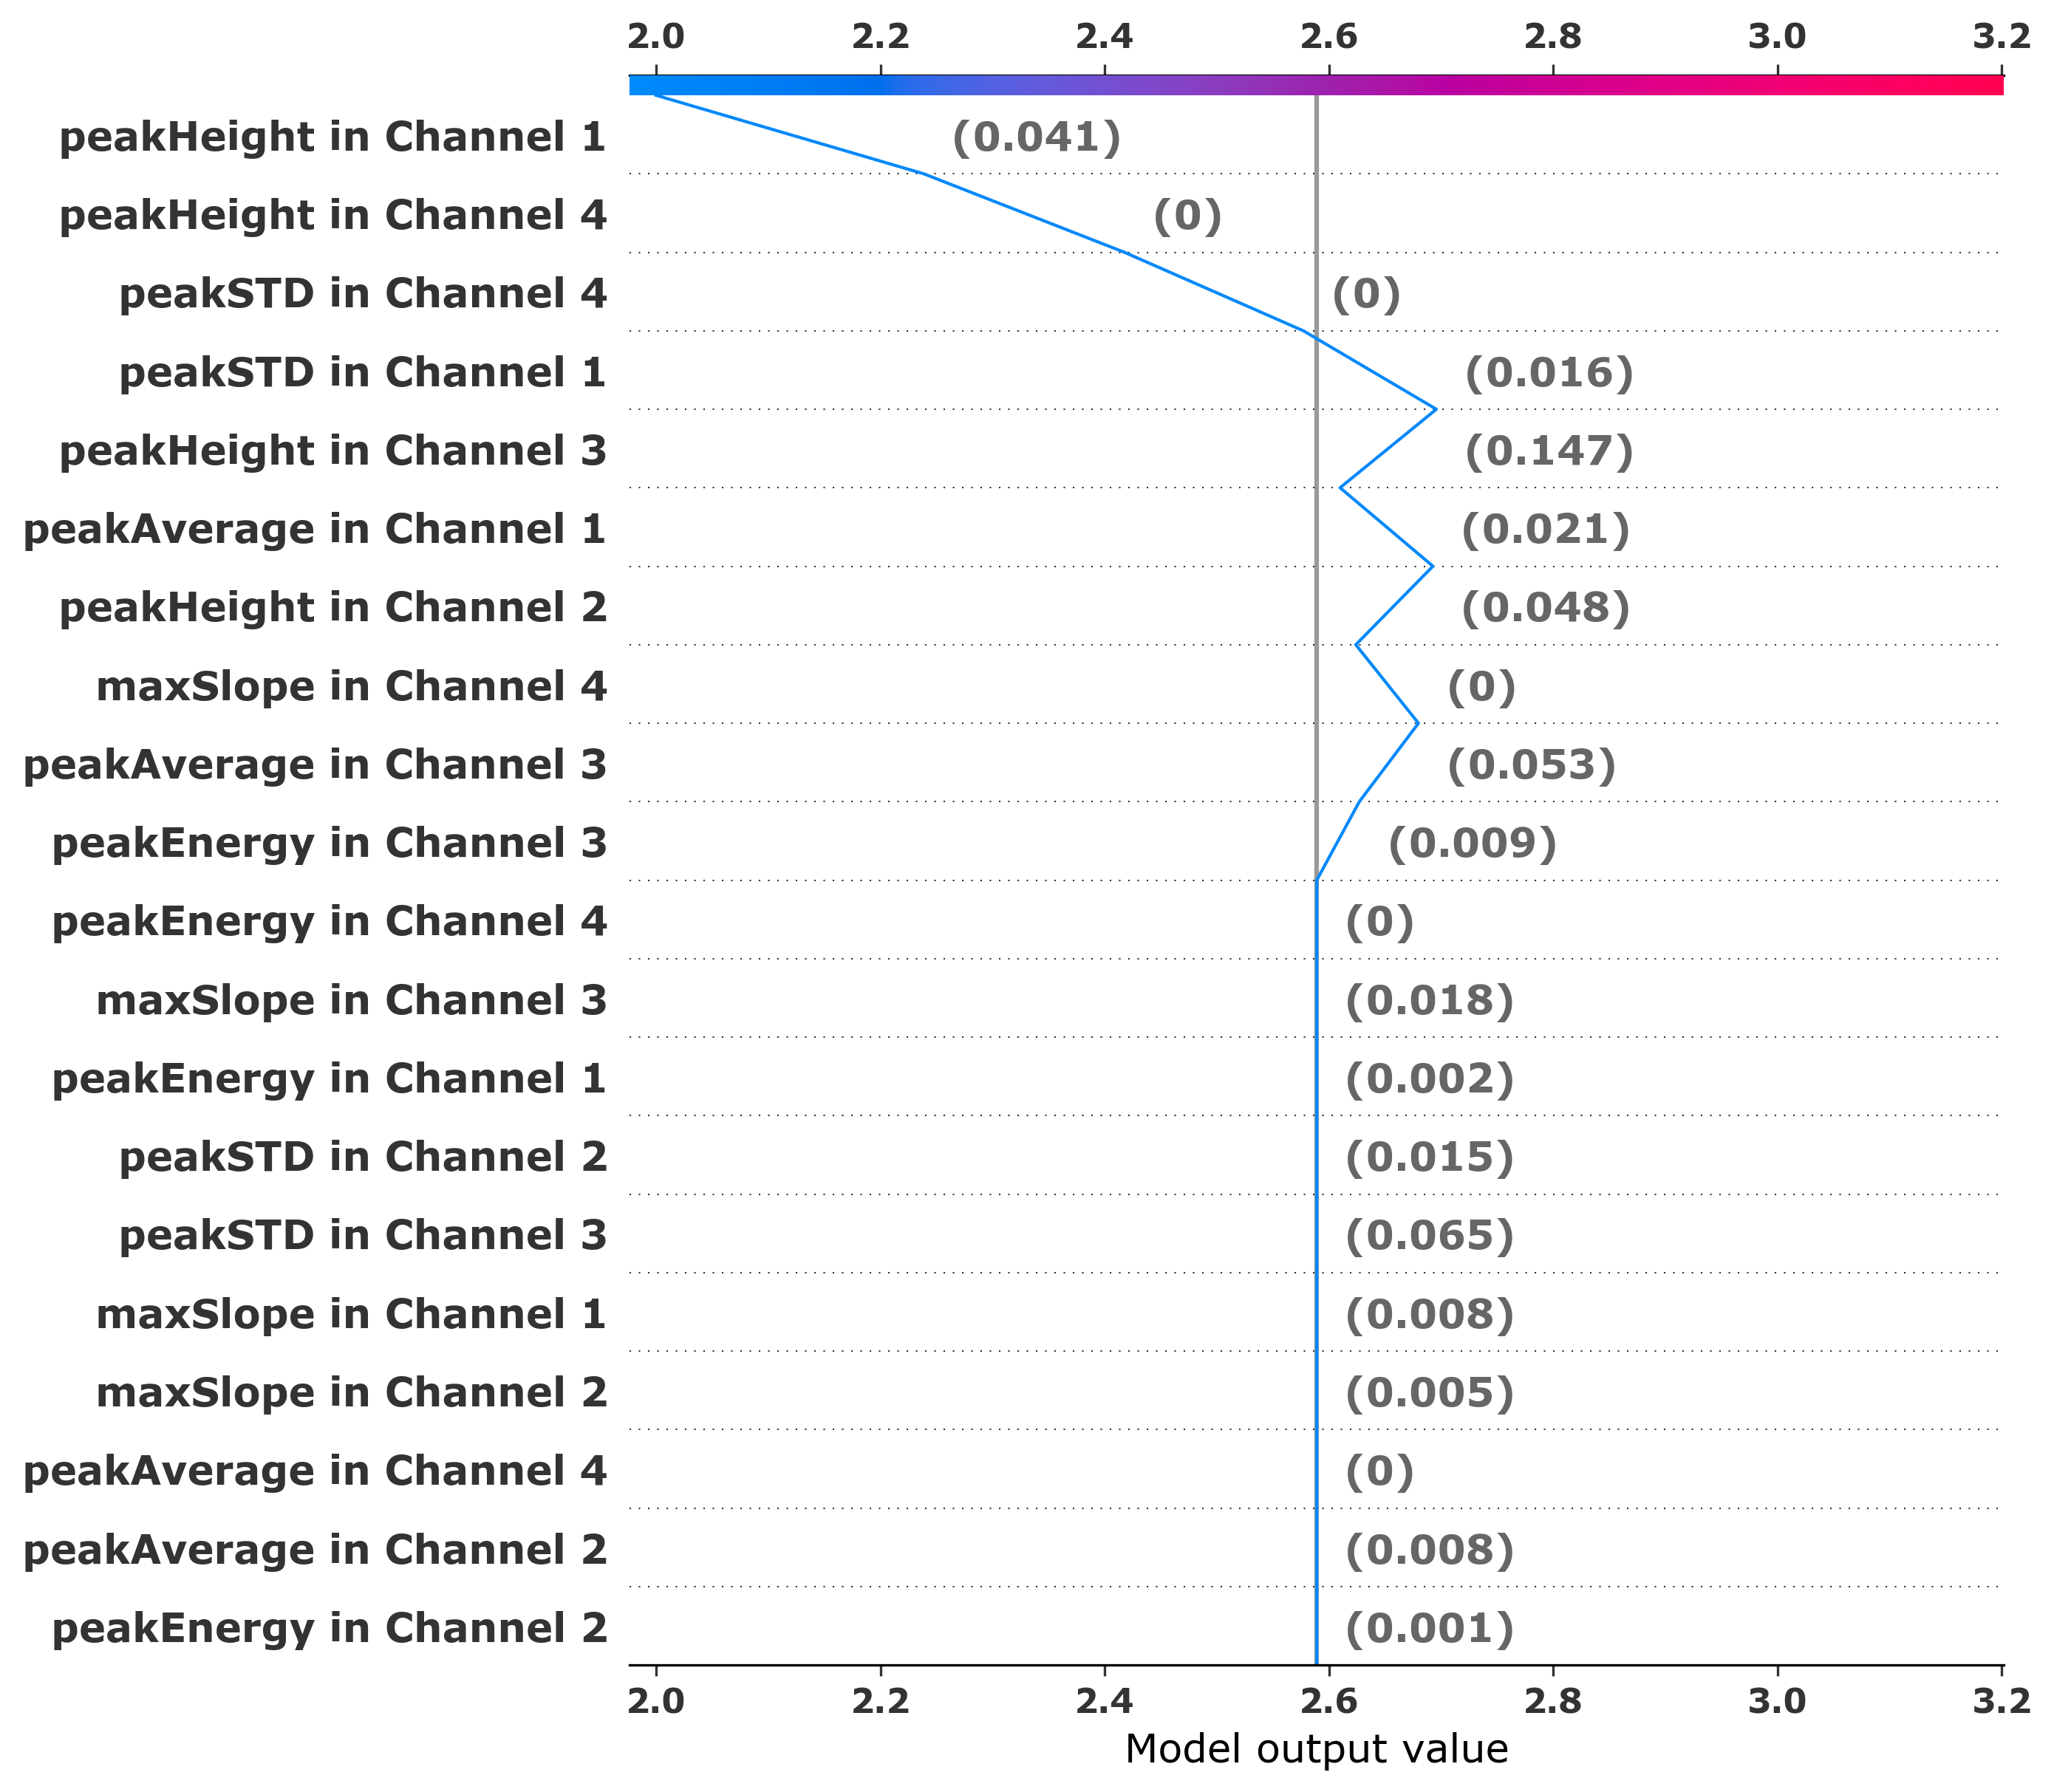 2.0 2.2 2.4 2.6 2.8 3.0 3.2
peakHeight in Channel 1 (0.041)
peakHeight in Channel 4 (0)
peakSTD in Channel 4 (0)
peakSTD in Channel 1 (0.016)
peakHeight in Channel 3 (0.147)
peakAverage in Channel 1 (0.021)
peakHeight in Channel 2 (0.048)
maxSlope in Channel 4 (0)
peakAverage in Channel 3 (0.053)
peakEnergy in Channel 3 (0.009)
peakEnergy in Channel 4 (0)
maxSlope in Channel 3 (0.018)
peakEnergy in Channel 1 (0.002)
peakSTD in Channel 2 (0.015)
peakSTD in Channel 3 (0.065)
maxSlope in Channel 1 (0.008)
maxSlope in Channel 2 (0.005)
peakAverage in Channel 4 (0)
peakAverage in Channel 2 (0.008)
peakEnergy in Channel 2 (0.001)
2.0 2.2 2.4 2.6 2.8 3.0 3.2
Model output value